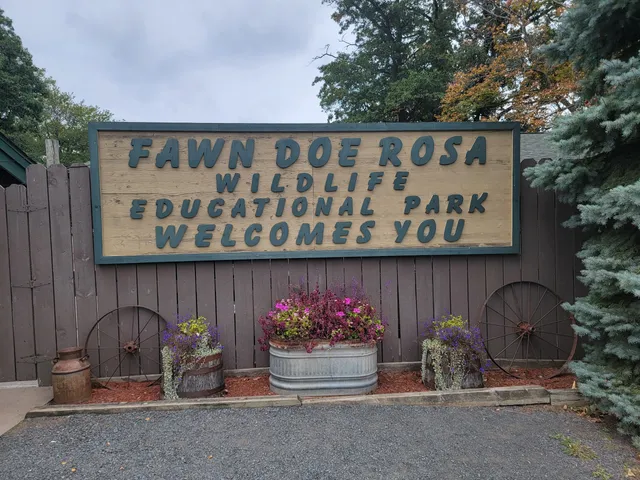 FAWN DOE ROSA
WILDLIFE
EDUCATIONAL PARK
WELCOMES YOU